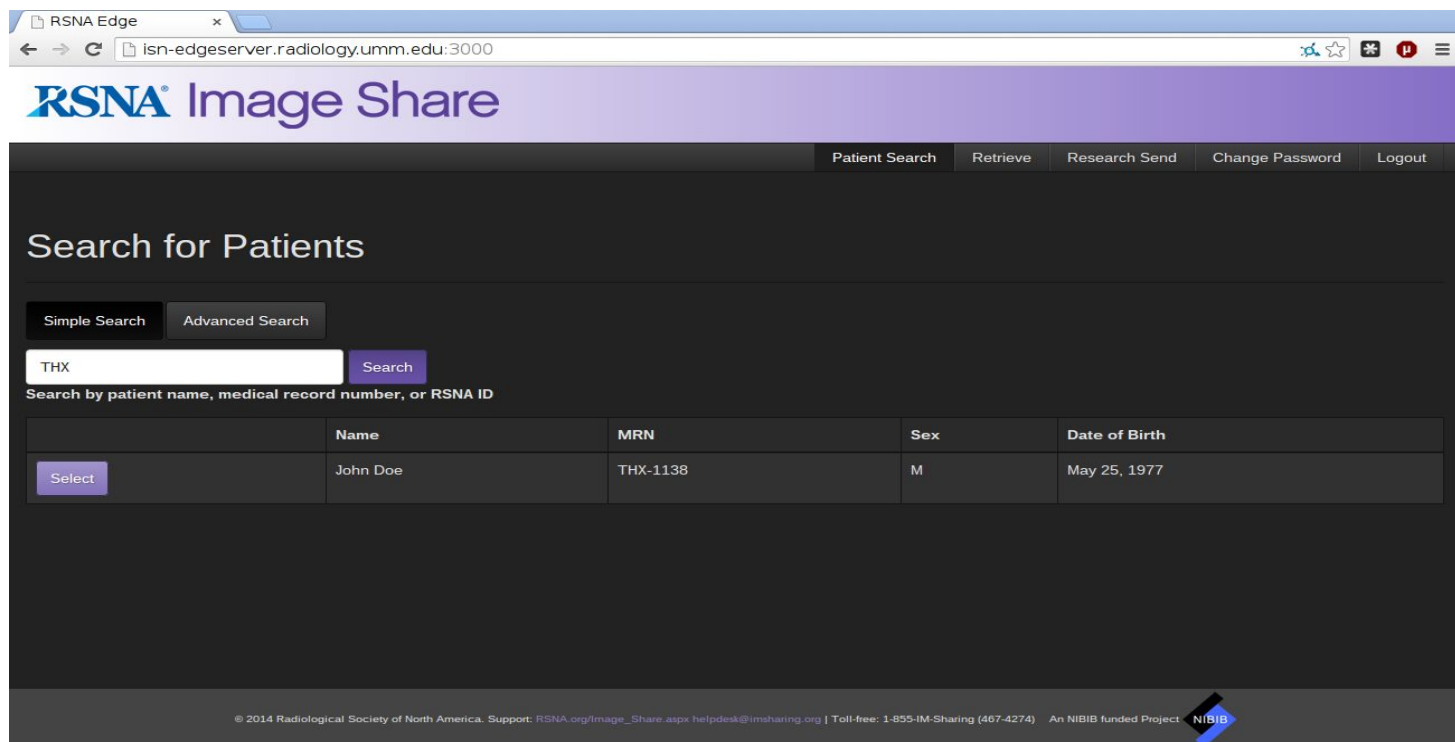 RSNA Edge
isn-edgeserver.radiology.umm.edu:3000
RSNA® Image Share
Patient Search Retrieve Research Send Change Password Logout
Search for Patients
Simple Search Advanced Search
THX Search
Search by patient name, medical record number, or RSNA ID
Name MRN Sex Date of Birth
Select John Doe THX-1138 M May 25, 1977
© 2014 Radiological Society of North America. Support: RSNA.org/Image_Share.aspx helpdesk@imsharing.org | Toll-free: 1-855-IM-Sharing (467-4274) An NIBIB funded Project NIBIB